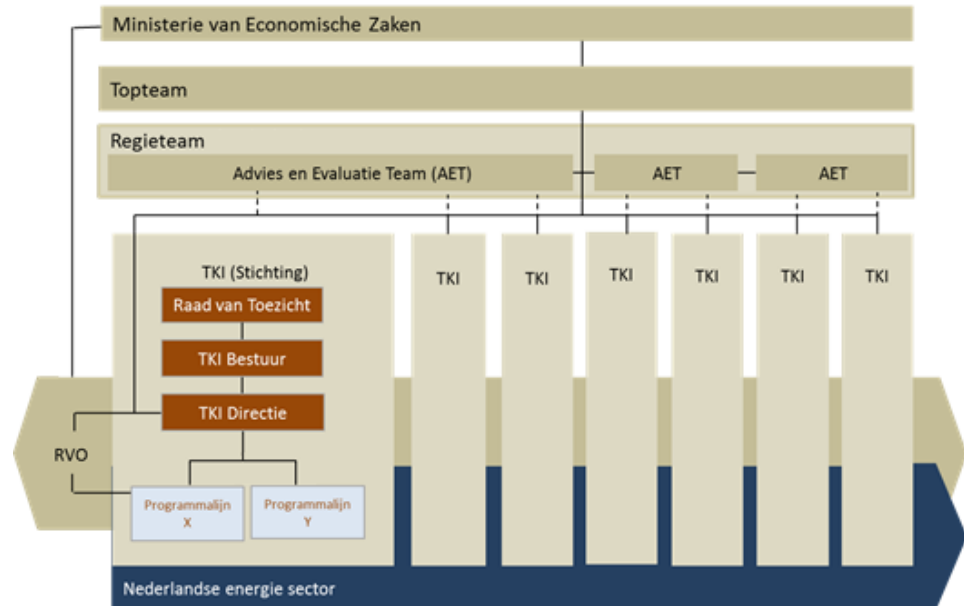 Ministerie van Economische Zaken
Topteam
Regieteam
Advies en Evaluatie Team (AET)
AET
AET
TKI (Stichting)
TKI
TKI
TKI
TKI
TKI
TKI
Raad van Toezicht
TKI Bestuur
TKI Directie
RVO
Programmalijn
X
Programmalijn
Y
Nederlandse energie sector